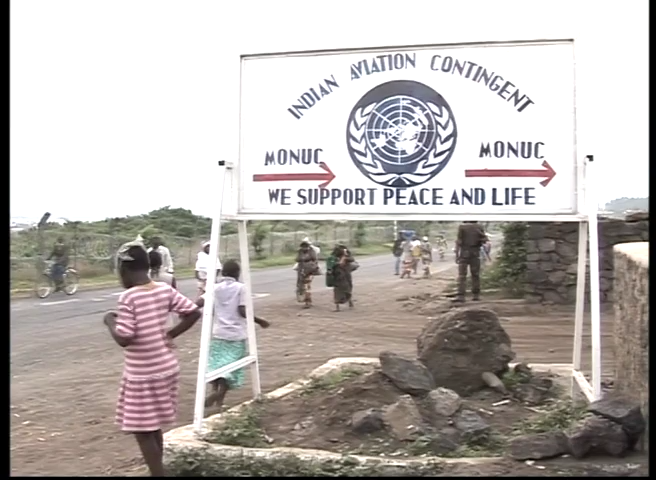 INDIAN AVIATION CONTINGENT
MONUC MONUC
WE SUPPORT PEACE AND LIFE